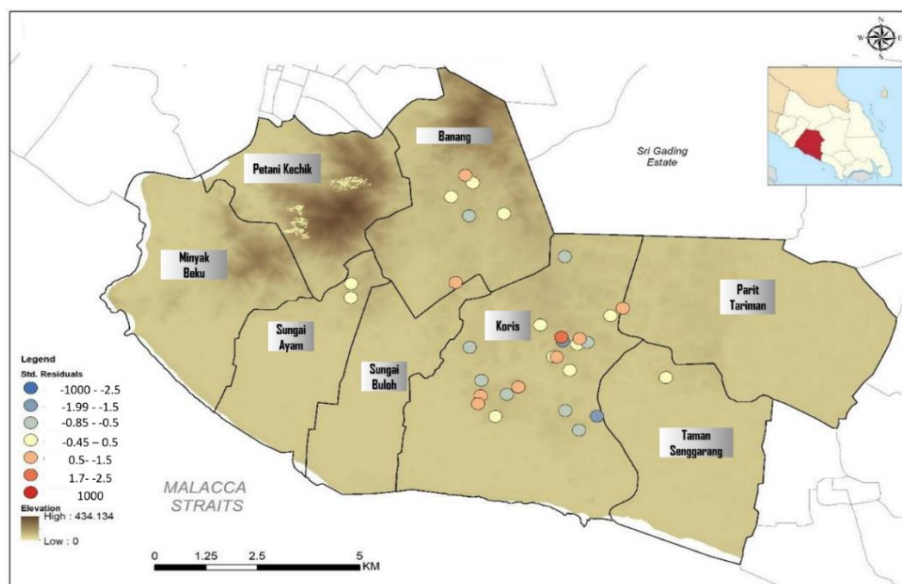 N
W
E
S
Banang
Sri Gading
Estate
Petani Kechik
Minyak
Beku
Parit
Tariman
Koris
Sungai
Ayam
Sungai
Buloh
Taman
Senggarang
MALACCA
STRAITS
Legend
Std. Residuals
-1000 - -2.5
-1.99 - -1.5
-0.85 - -0.5
-0.45 – 0.5
0.5- -1.5
1.7- -2.5
1000
Elevation
High : 434.134
Low : 0
0 1.25 2.5 5
KM